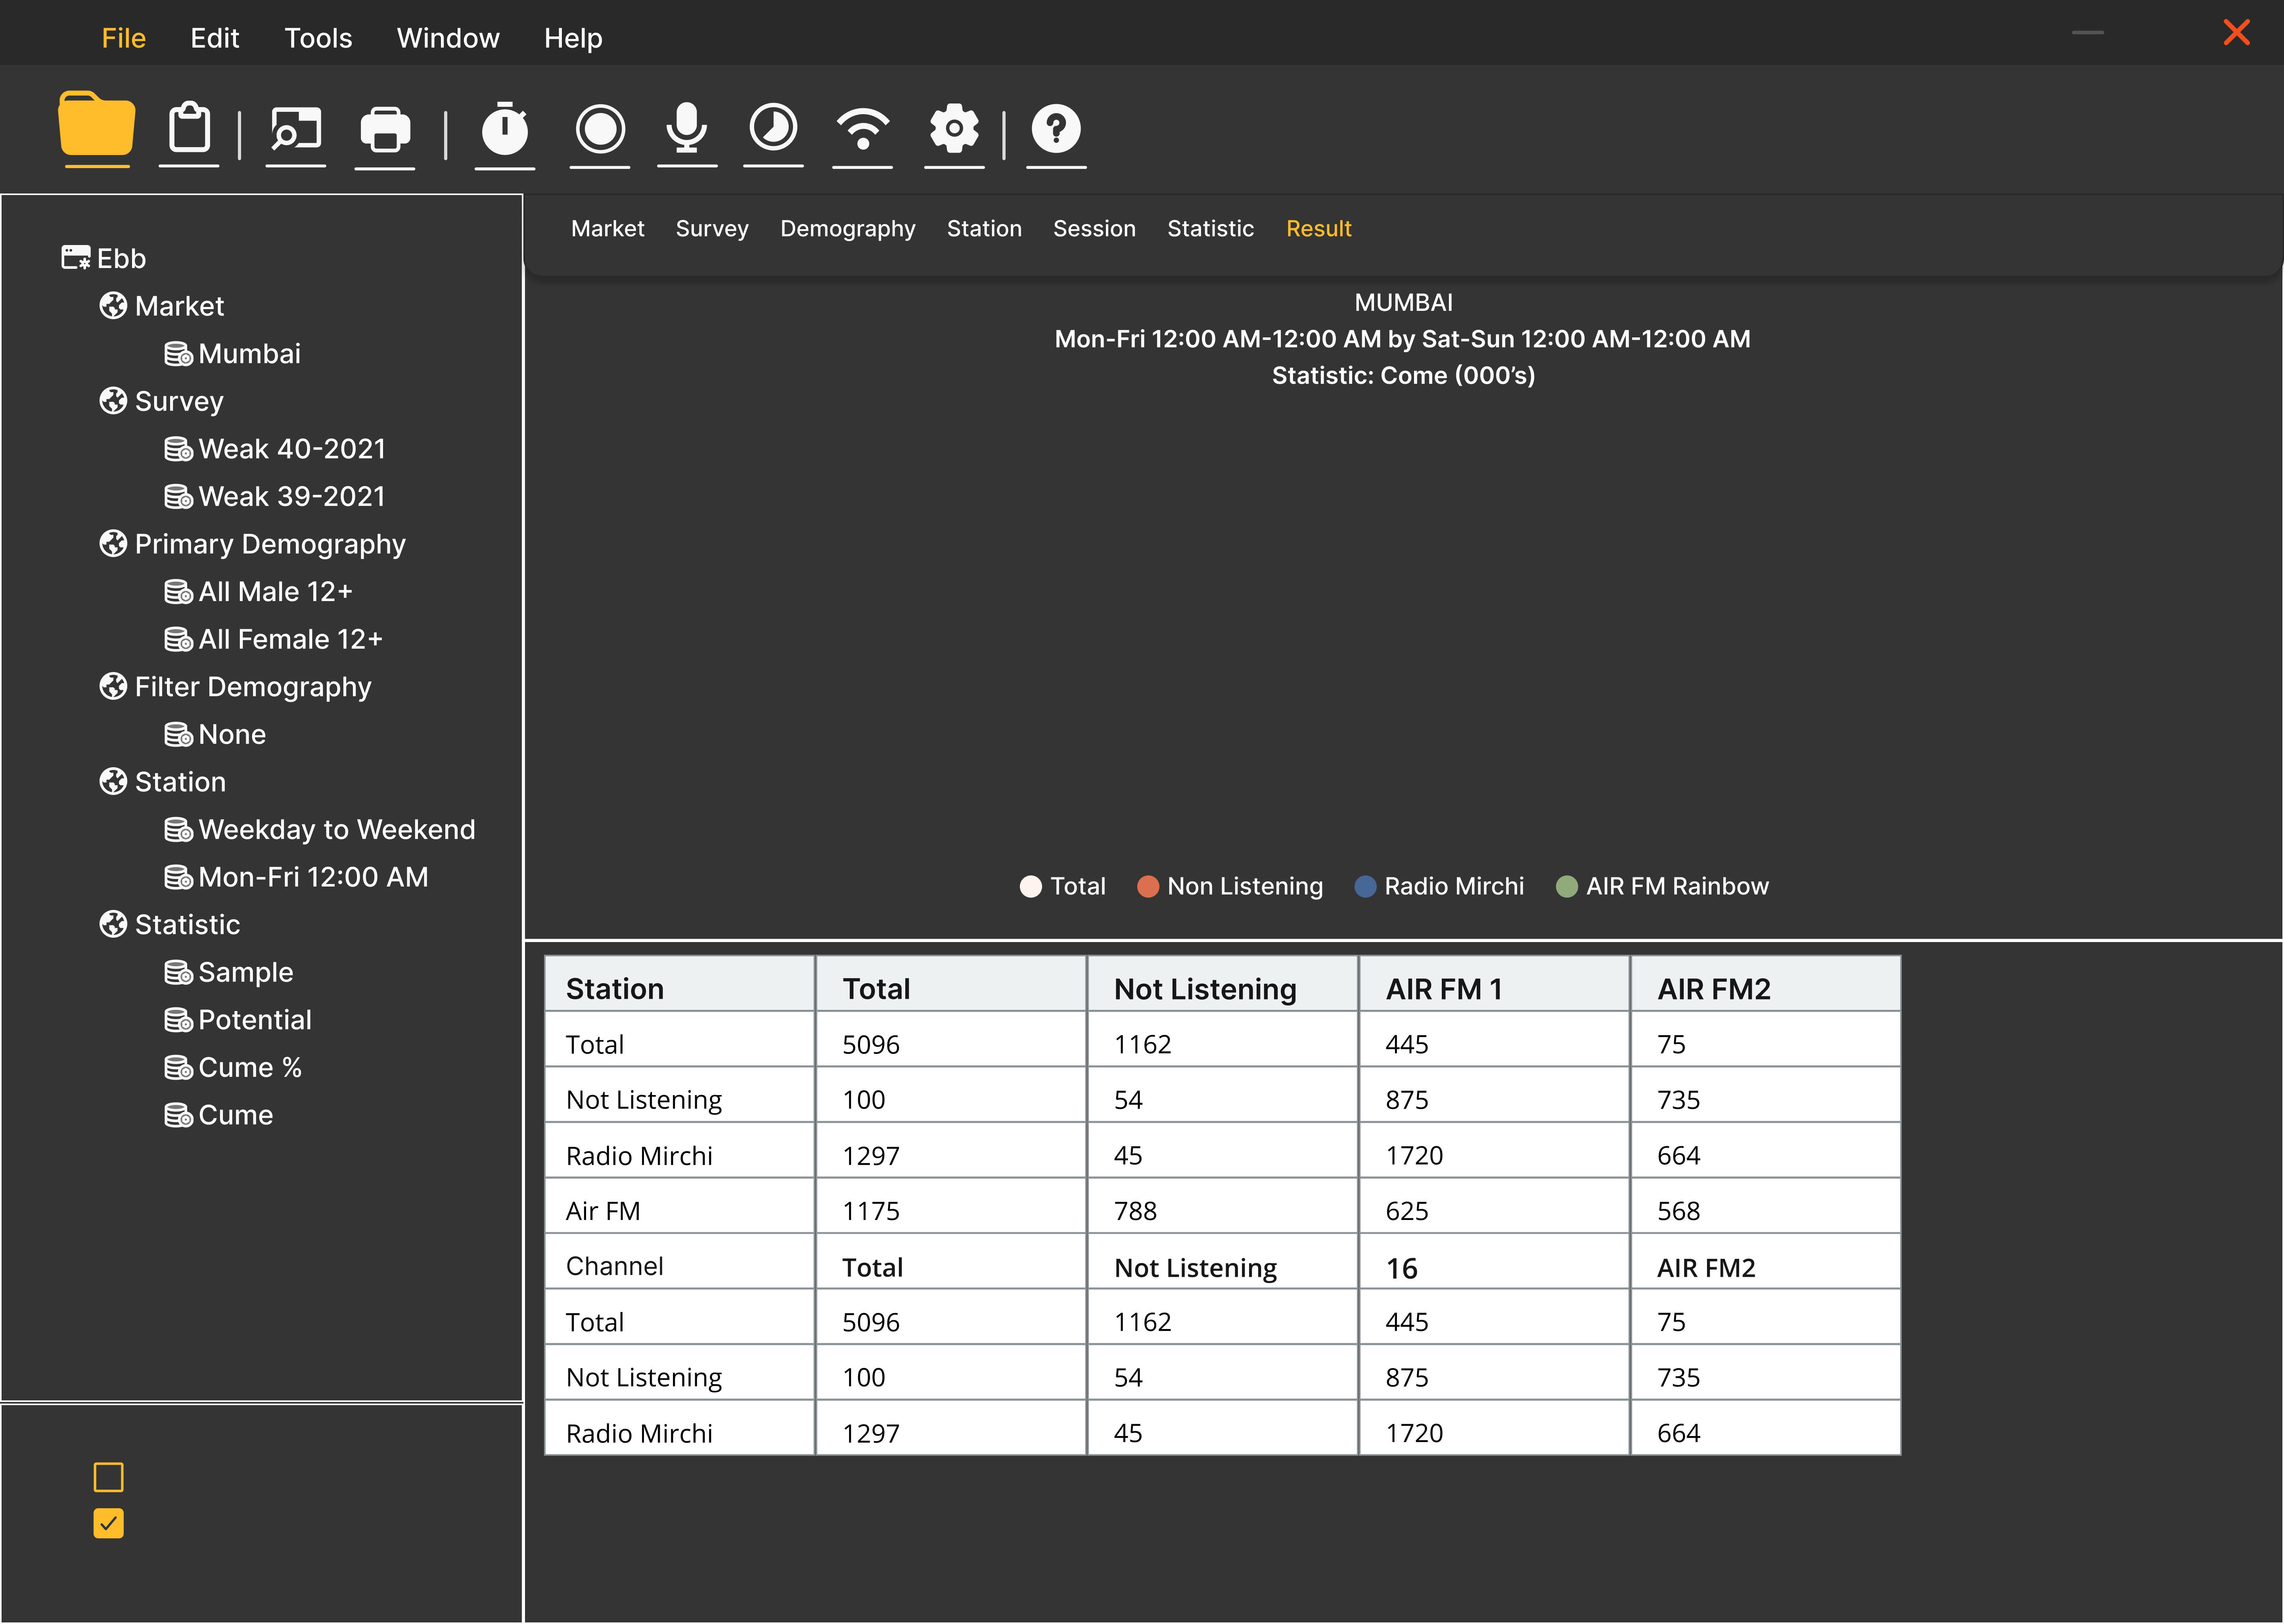 File Edit Tools Window Help
Ebb
Market
Mumbai
Survey
Weak 40-2021
Weak 39-2021
Primary Demography
All Male 12+
All Female 12+
Filter Demography
None
Station
Weekday to Weekend
Mon-Fri 12:00 AM
Statistic
Sample
Potential
Cume %
Cume
Market Survey Demography Station Session Statistic Result
MUMBAI
Mon-Fri 12:00 AM-12:00 AM by Sat-Sun 12:00 AM-12:00 AM
Statistic: Come (000’s)
Total Non Listening Radio Mirchi AIR FM Rainbow
Station Total Not Listening AIR FM 1 AIR FM2
Total 5096 1162 445 75
Not Listening 100 54 875 735
Radio Mirchi 1297 45 1720 664
Air FM 1175 788 625 568
Channel Total Not Listening 16 AIR FM2
Total 5096 1162 445 75
Not Listening 100 54 875 735
Radio Mirchi 1297 45 1720 664